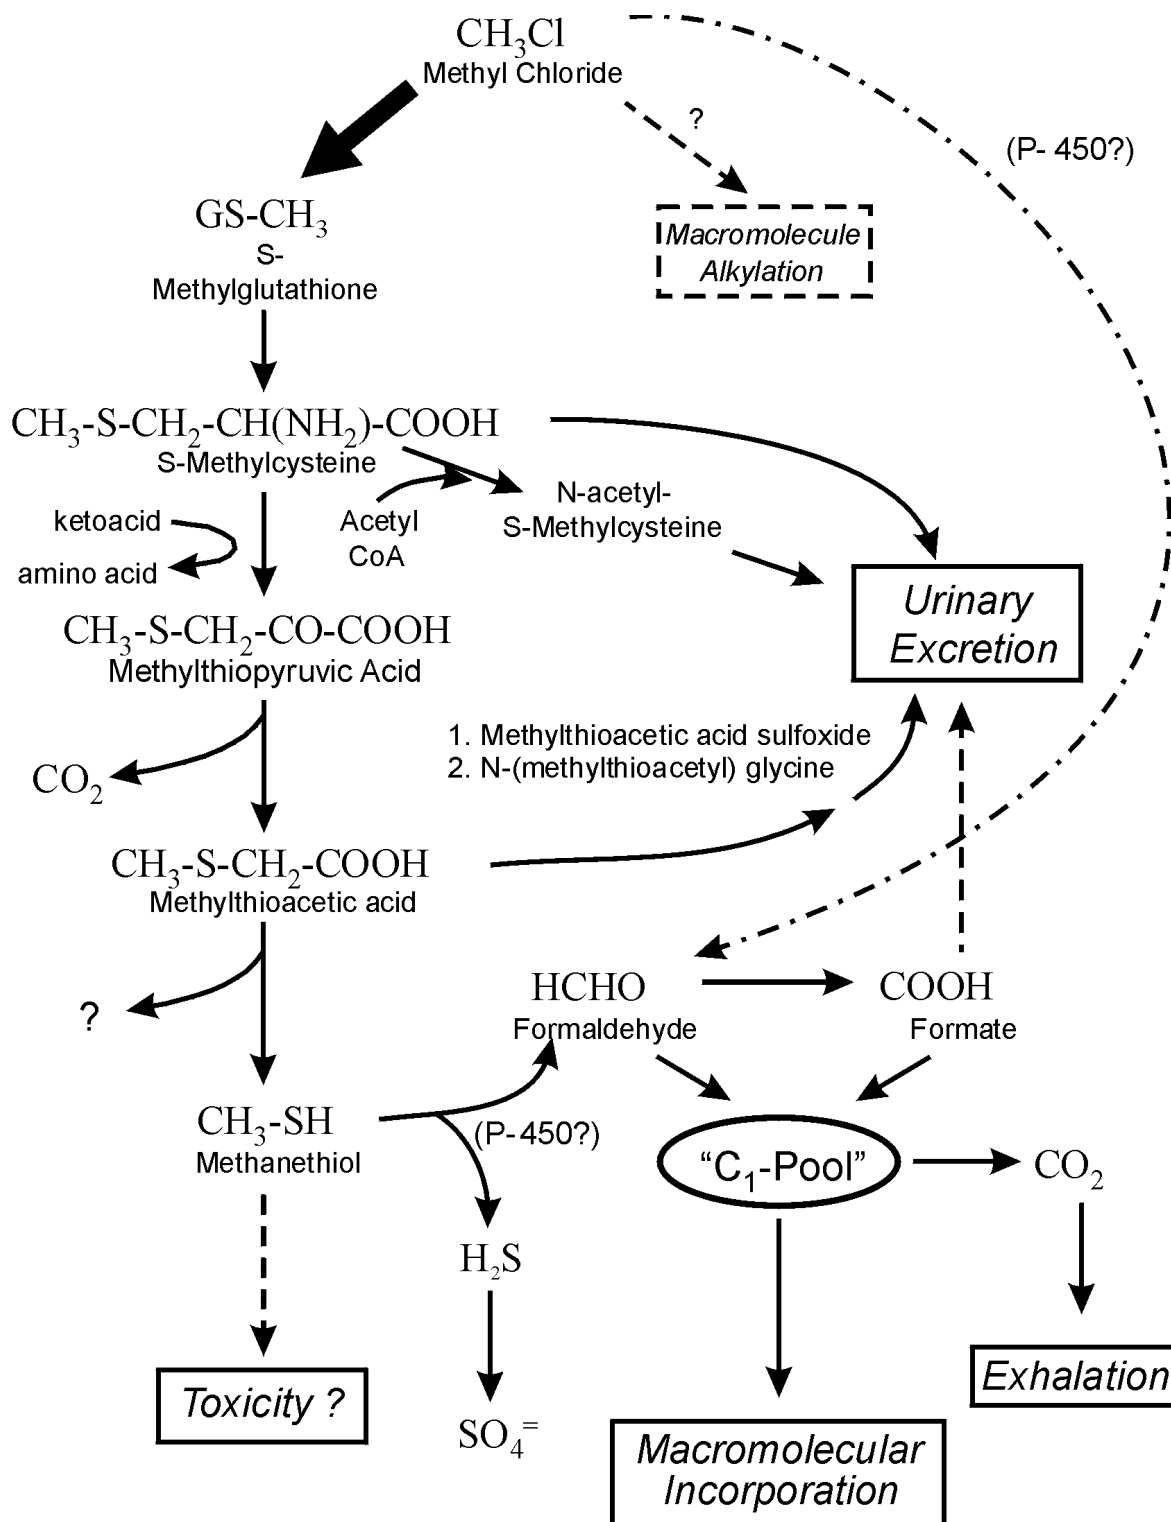 CH₃Cl
Methyl Chloride
?
(P- 450?)
GS-CH₃
S-
Methylglutathione
Macromolecule
Alkylation
CH₃-S-CH₂-CH(NH₂)-COOH
S-Methylcysteine
ketoacid
amino acid
Acetyl
CoA
N-acetyl-
S-Methylcysteine
Urinary
Excretion
CH₃-S-CH₂-CO-COOH
Methylthiopyruvic Acid
CO₂
1. Methylthioacetic acid sulfoxide
2. N-(methylthioacetyl) glycine
CH₃-S-CH₂-COOH
Methylthioacetic acid
?
HCHO
Formaldehyde
COOH
Formate
CH₃-SH
Methanethiol
(P-450?)
“C₁-Pool”
CO₂
H₂S
Toxicity ?
SO₄⁼
Exhalation
Macromolecular
Incorporation